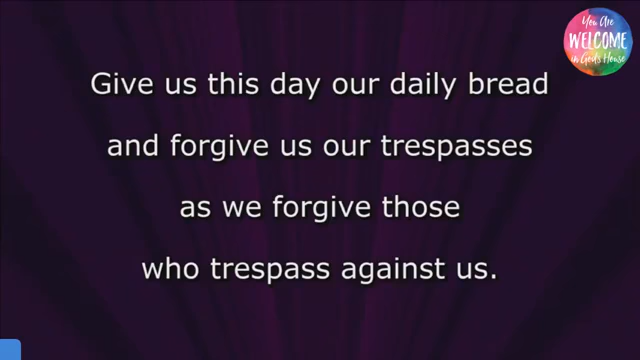 You Are
WELCOME
in God's House
Give us this day our daily bread
and forgive us our trespasses
as we forgive those
who trespass against us.